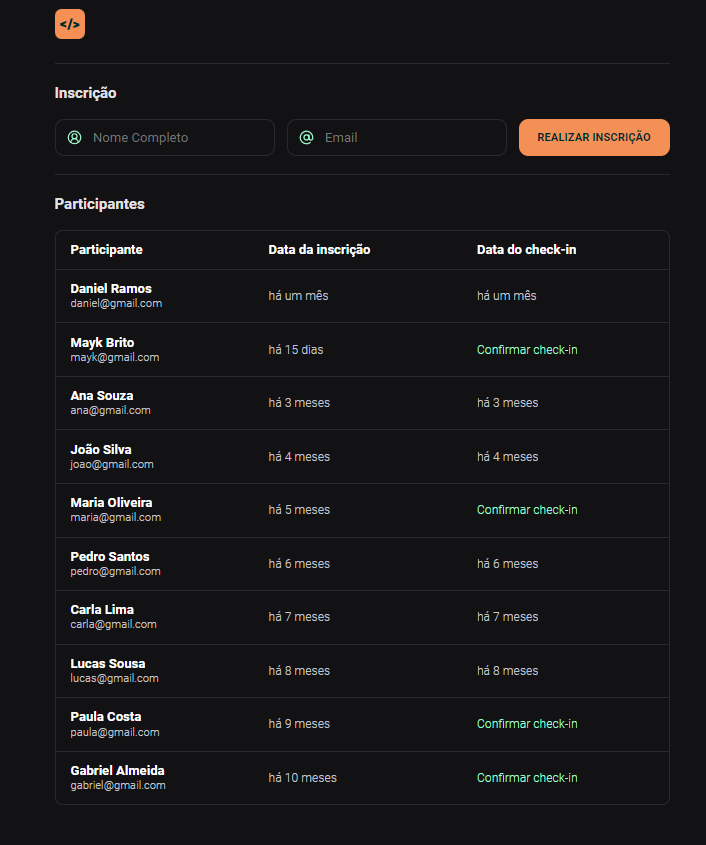 </>
Inscrição
Nome Completo Email REALIZAR INSCRIÇÃO
Participantes
Participante Data da inscrição Data do check-in
Daniel Ramos
daniel@gmail.com há um mês há um mês
Mayk Brito
mayk@gmail.com há 15 dias Confirmar check-in
Ana Souza
ana@gmail.com há 3 meses há 3 meses
João Silva
joao@gmail.com há 4 meses há 4 meses
Maria Oliveira
maria@gmail.com há 5 meses Confirmar check-in
Pedro Santos
pedro@gmail.com há 6 meses há 6 meses
Carla Lima
carla@gmail.com há 7 meses há 7 meses
Lucas Sousa
lucas@gmail.com há 8 meses há 8 meses
Paula Costa
paula@gmail.com há 9 meses Confirmar check-in
Gabriel Almeida
gabriel@gmail.com há 10 meses Confirmar check-in